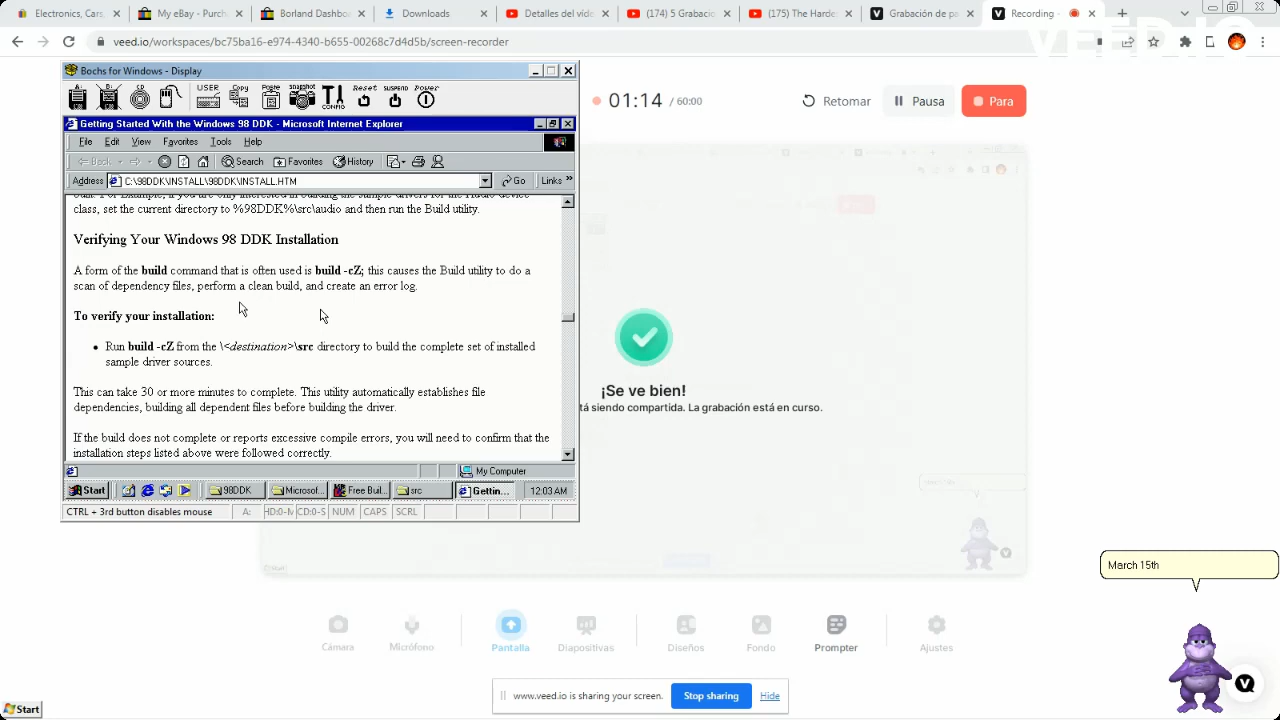 Electronics, Cars, F
My eBay - Purch
Borland Dashbo
Downloads
Detalles del vide
(174) 5 Grabacio
(175) The Harde
Grabación de pa
Recording -
veed.io/workspaces/bc75ba16-e974-4340-b655-00268c7d4d5b/screen-recorder
VEED.IO
Bochs for Windows - Display
USER
Copy
Paste
snapshot
CONFIG
Reset
suspend
Power
01:14 / 60:00
Retomar
Pausa
Para
Getting Started With the Windows 98 DDK - Microsoft Internet Explorer
File Edit View Favorites Tools Help
Back
Search
Favorites
History
Address C:\98DDK\INSTALL\98DDK\INSTALL.HTM
Go
Links »
class, set the current directory to %98DDK%\src\audio and then run the Build utility.
Verifying Your Windows 98 DDK Installation
A form of the build command that is often used is build -cZ; this causes the Build utility to do a
scan of dependency files, perform a clean build, and create an error log.
To verify your installation:
• Run build -cZ from the \<destination>\src directory to build the complete set of installed
sample driver sources.
This can take 30 or more minutes to complete. This utility automatically establishes file
dependencies, building all dependent files before building the driver.
If the build does not complete or reports excessive compile errors, you will need to confirm that the
installation steps listed above were followed correctly.
My Computer
Start
98DDK
Microsof...
Free Buil...
src
Gettin...
12:03 AM
CTRL + 3rd button disables mouse
A:
NUM
CAPS
SCRL
¡Se ve bien!
tá siendo compartida. La grabación está en curso.
March 15th
Cámara
Micrófono
Pantalla
Diapositivas
Diseños
Fondo
Prompter
Ajustes
www.veed.io is sharing your screen.
Stop sharing
Hide
Start